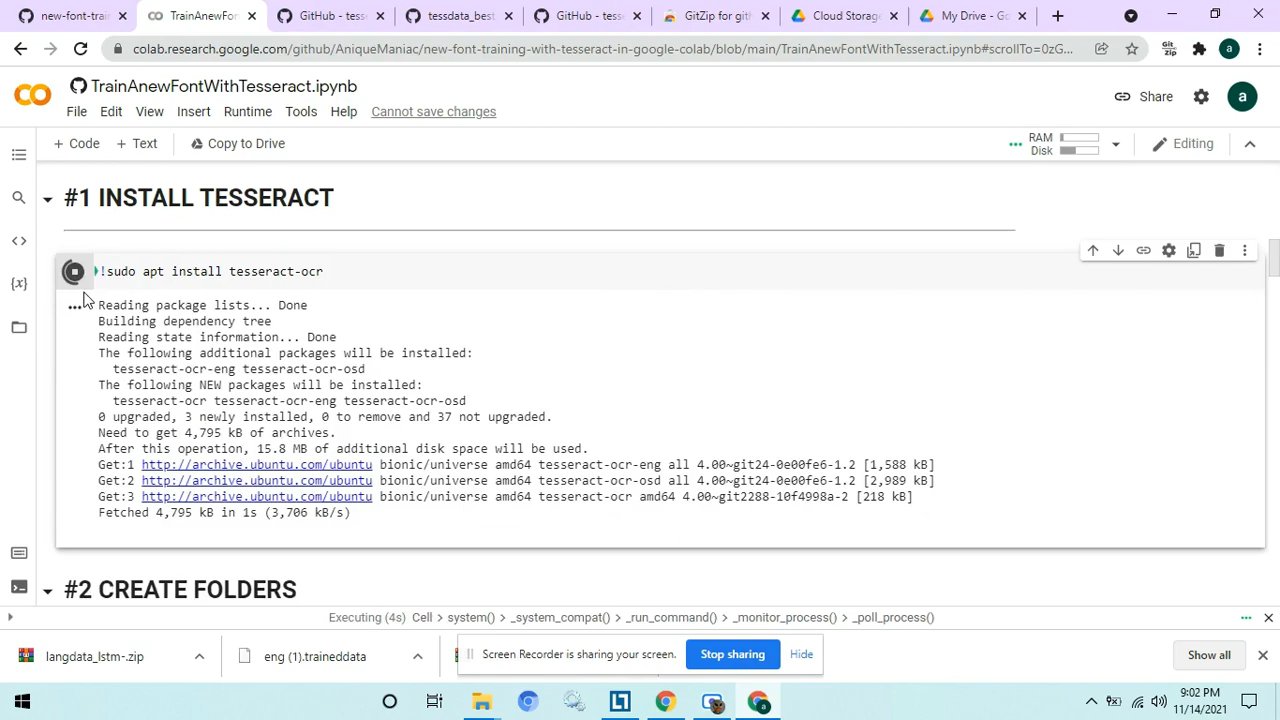 new-font-training
TrainANewFont
GitHub - tess
tessdata_best
GitHub - tesse
GitZip for gith
Cloud Storage
My Drive - Go
colab.research.google.com/github/AniqueManiac/new-font-training-with-tesseract-in-google-colab/blob/main/TrainAnewFontWithTesseract.ipynb#scrollTo=0zG...
Git Zip
a
TrainAnewFontWithTesseract.ipynb
Share
a
File Edit View Insert Runtime Tools Help Cannot save changes
+ Code + Text Copy to Drive
RAM
Disk
Editing
#1 INSTALL TESSERACT
!sudo apt install tesseract-ocr
Reading package lists... Done
Building dependency tree
Reading state information... Done
The following additional packages will be installed:
tesseract-ocr-eng tesseract-ocr-osd
The following NEW packages will be installed:
tesseract-ocr tesseract-ocr-eng tesseract-ocr-osd
0 upgraded, 3 newly installed, 0 to remove and 37 not upgraded.
Need to get 4,795 kB of archives.
After this operation, 15.8 MB of additional disk space will be used.
Get:1 http://archive.ubuntu.com/ubuntu bionic/universe amd64 tesseract-ocr-eng all 4.00~git24-0e00fe6-1.2 [1,588 kB]
Get:2 http://archive.ubuntu.com/ubuntu bionic/universe amd64 tesseract-ocr-osd all 4.00~git24-0e00fe6-1.2 [2,989 kB]
Get:3 http://archive.ubuntu.com/ubuntu bionic/universe amd64 tesseract-ocr amd64 4.00~git2288-10f4998a-2 [218 kB]
Fetched 4,795 kB in 1s (3,706 kB/s)
#2 CREATE FOLDERS
Executing (4s) Cell > system() > _system_compat() > _run_command() > _monitor_process() > _poll_process()
langdata_lstm-.zip
eng (1).traineddata
Screen Recorder is sharing your screen.
Stop sharing
Hide
Show all
9:02 PM
11/14/2021